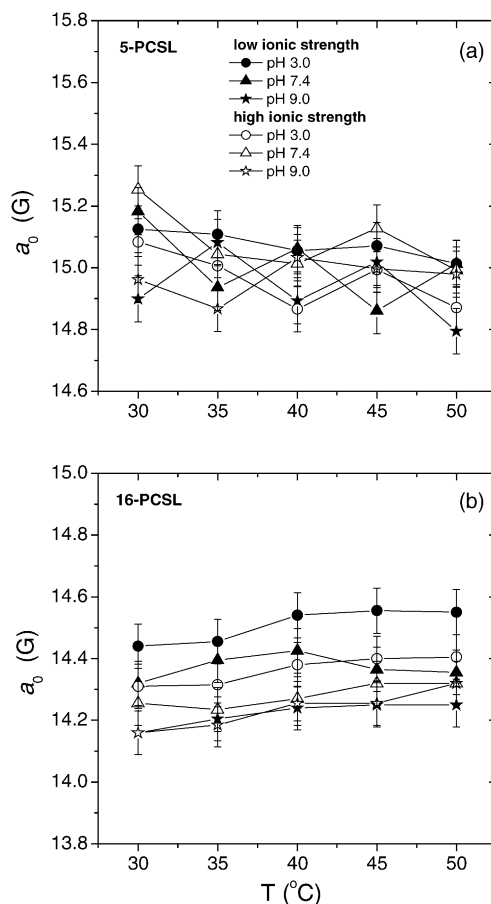 15.8
15.6
15.4
15.2
15.0
14.8
14.6
a0 (G)
5-PCSL
(a)
low ionic strength
pH 3.0
pH 7.4
pH 9.0
high ionic strength
pH 3.0
pH 7.4
pH 9.0
30 35 40 45 50
15.0
14.8
14.6
14.4
14.2
14.0
13.8
a0 (G)
16-PCSL
(b)
30 35 40 45 50
T (°C)